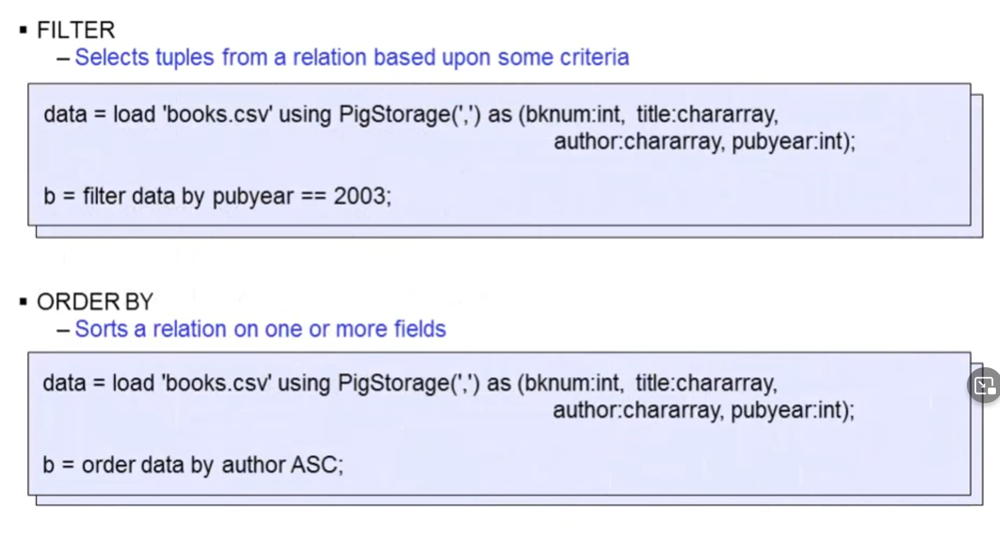 ▪ FILTER
– Selects tuples from a relation based upon some criteria
data = load 'books.csv' using PigStorage(',') as (bknum:int, title:chararray,
author:chararray, pubyear:int);
b = filter data by pubyear == 2003;
▪ ORDER BY
– Sorts a relation on one or more fields
data = load 'books.csv' using PigStorage(',') as (bknum:int, title:chararray,
author:chararray, pubyear:int);
b = order data by author ASC;